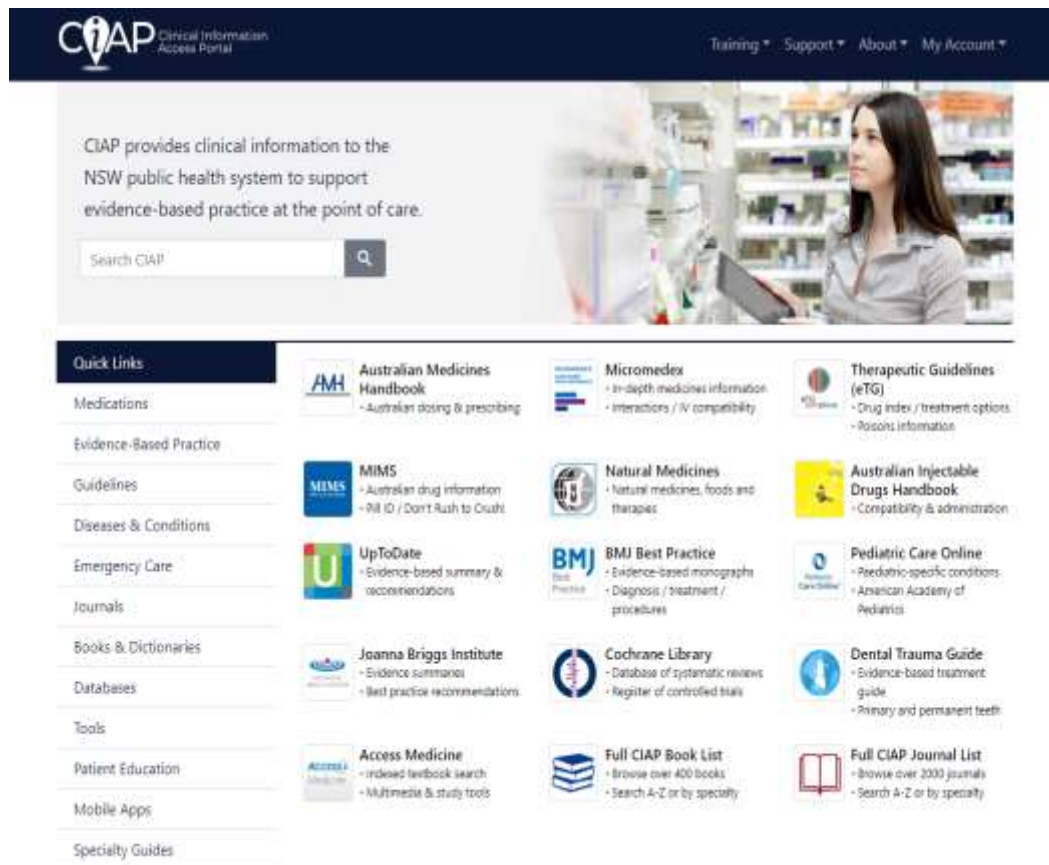 CiAP Clinical Information
Access Portal
Training Support About My Account
CIAP provides clinical information to the
NSW public health system to support
evidence-based practice at the point of care.
Search CIAP
Quick Links
Medications
Evidence-Based Practice
Guidelines
Diseases & Conditions
Emergency Care
Journals
Books & Dictionaries
Databases
Tools
Patient Education
Mobile Apps
Specialty Guides
AMH
Australian Medicines
Handbook
• Australian dosing & prescribing
Micromedex
• In-depth medicines information
• Interactions / IV compatibility
Therapeutic Guidelines
(eTG)
• Drug index / treatment options
• Poisons information
MIMS
MIMS
• Australian drug information
• Pill ID / Don't Rush to Crush!
Natural Medicines
• Natural medicines, foods and
therapies
Australian Injectable
Drugs Handbook
• Compatibility & administration
U
UpToDate
• Evidence-based summary &
recommendations
BMJ
Best
Practice
BMJ Best Practice
• Evidence-based monographs
• Diagnosis / treatment /
procedures
Pediatric
Care Online
Pediatric Care Online
• Paediatric-specific conditions
• American Academy of
Pediatrics
Joanna Briggs Institute
• Evidence summaries
• Best practice recommendations
Cochrane Library
• Database of systematic reviews
• Register of controlled trials
Dental Trauma Guide
• Evidence-based treatment
guide
• Primary and permanent teeth
Access
Medicine
Access Medicine
• Indexed textbook search
• Multimedia & study tools
Full CIAP Book List
• Browse over 400 books
• Search A-Z or by specialty
Full CIAP Journal List
• Browse over 2000 journals
• Search A-Z or by specialty